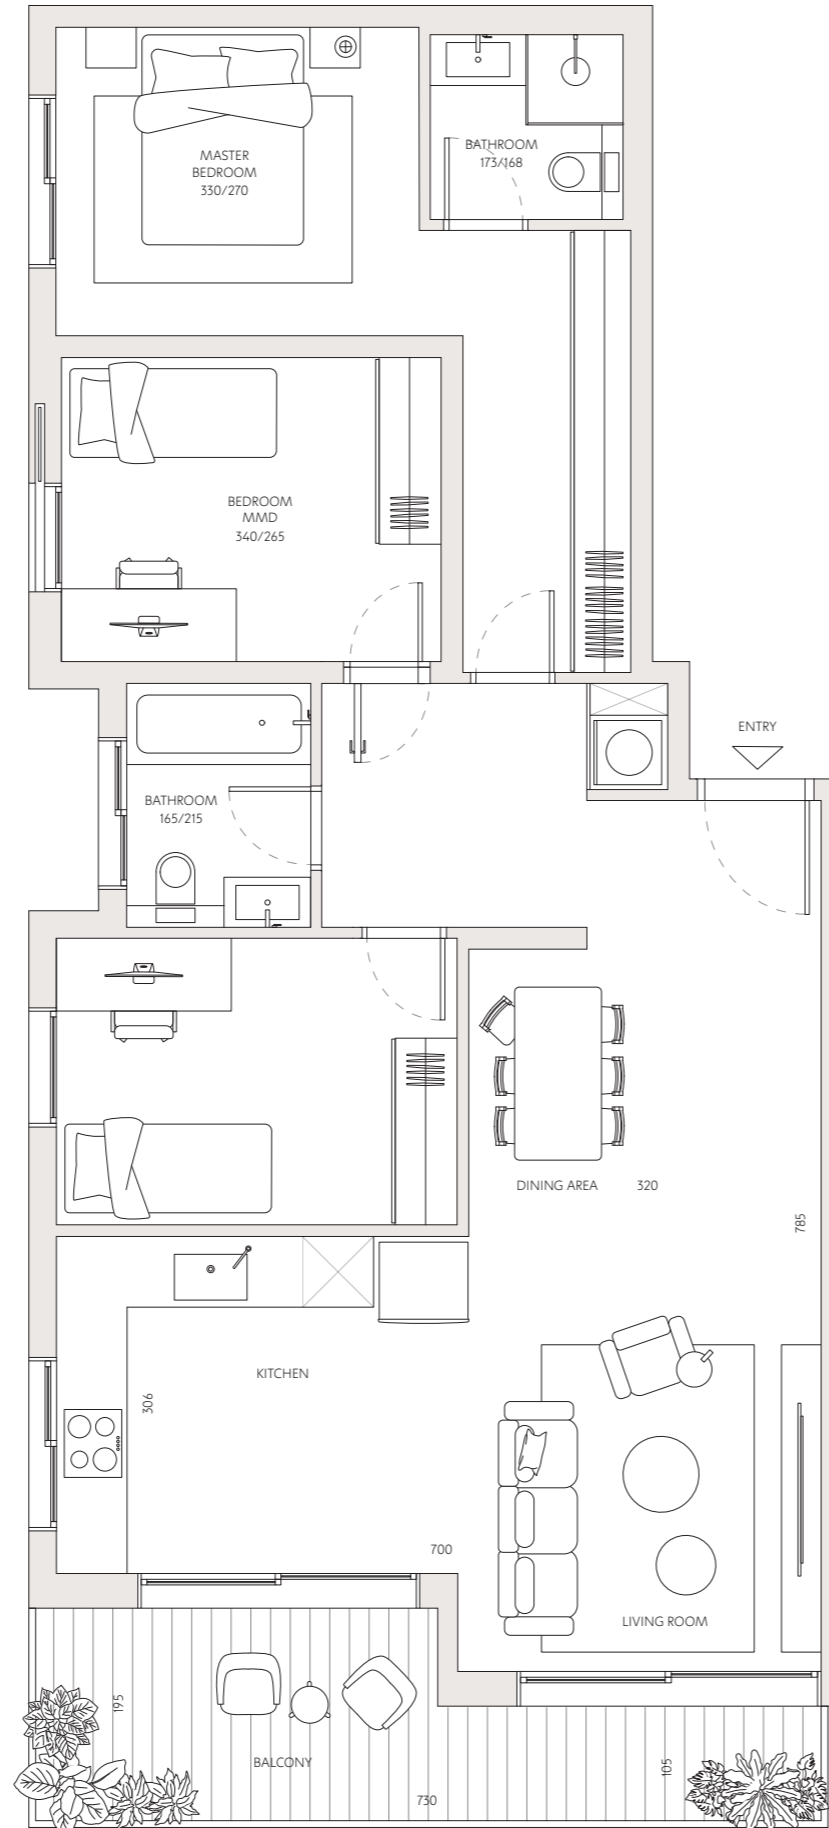 MASTER
BEDROOM
330/270
BATHROOM
173/168
BEDROOM
MMD
340/265
ENTRY
BATHROOM
165/215
DINING AREA 320
785
KITCHEN
306
700
LIVING ROOM
195
BALCONY
105
730